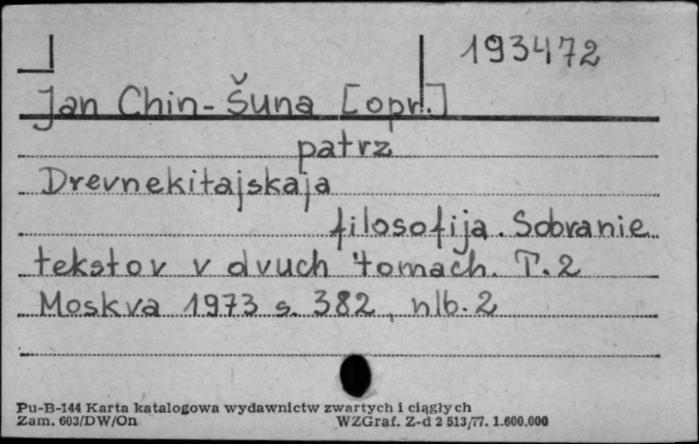 193472
Jan Chin-Šuna [opr.]
patrz
Drevnekitajskaja
filosofija. Sobranie
tekstov v dvuch tomach. T.2
Moskva 1973 s. 382, nlb. 2
Pu-B-144 Karta katalogowa wydawnictw zwartych i ciągłych
Zam. 603/DW/On WZGraf. Z-d 2 513/77. 1.600.000